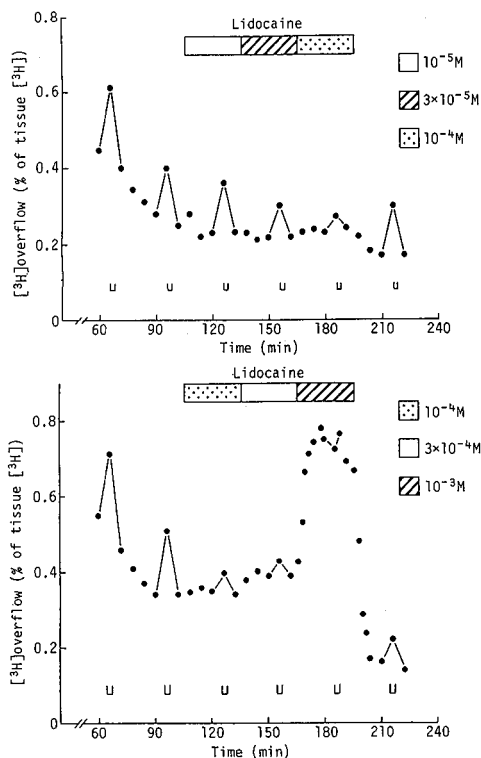 Lidocaine
10⁻⁵M
3×10⁻⁵M
10⁻⁴M
[³H]overflow (% of tissue [³H])
0.8
0.6
0.4
0.2
0
60 90 120 150 180 210 240
Time (min)
Lidocaine
10⁻⁴M
3×10⁻⁴M
10⁻³M
[³H]overflow (% of tissue [³H])
0.8
0.6
0.4
0.2
0
60 90 120 150 180 210 240
Time (min)